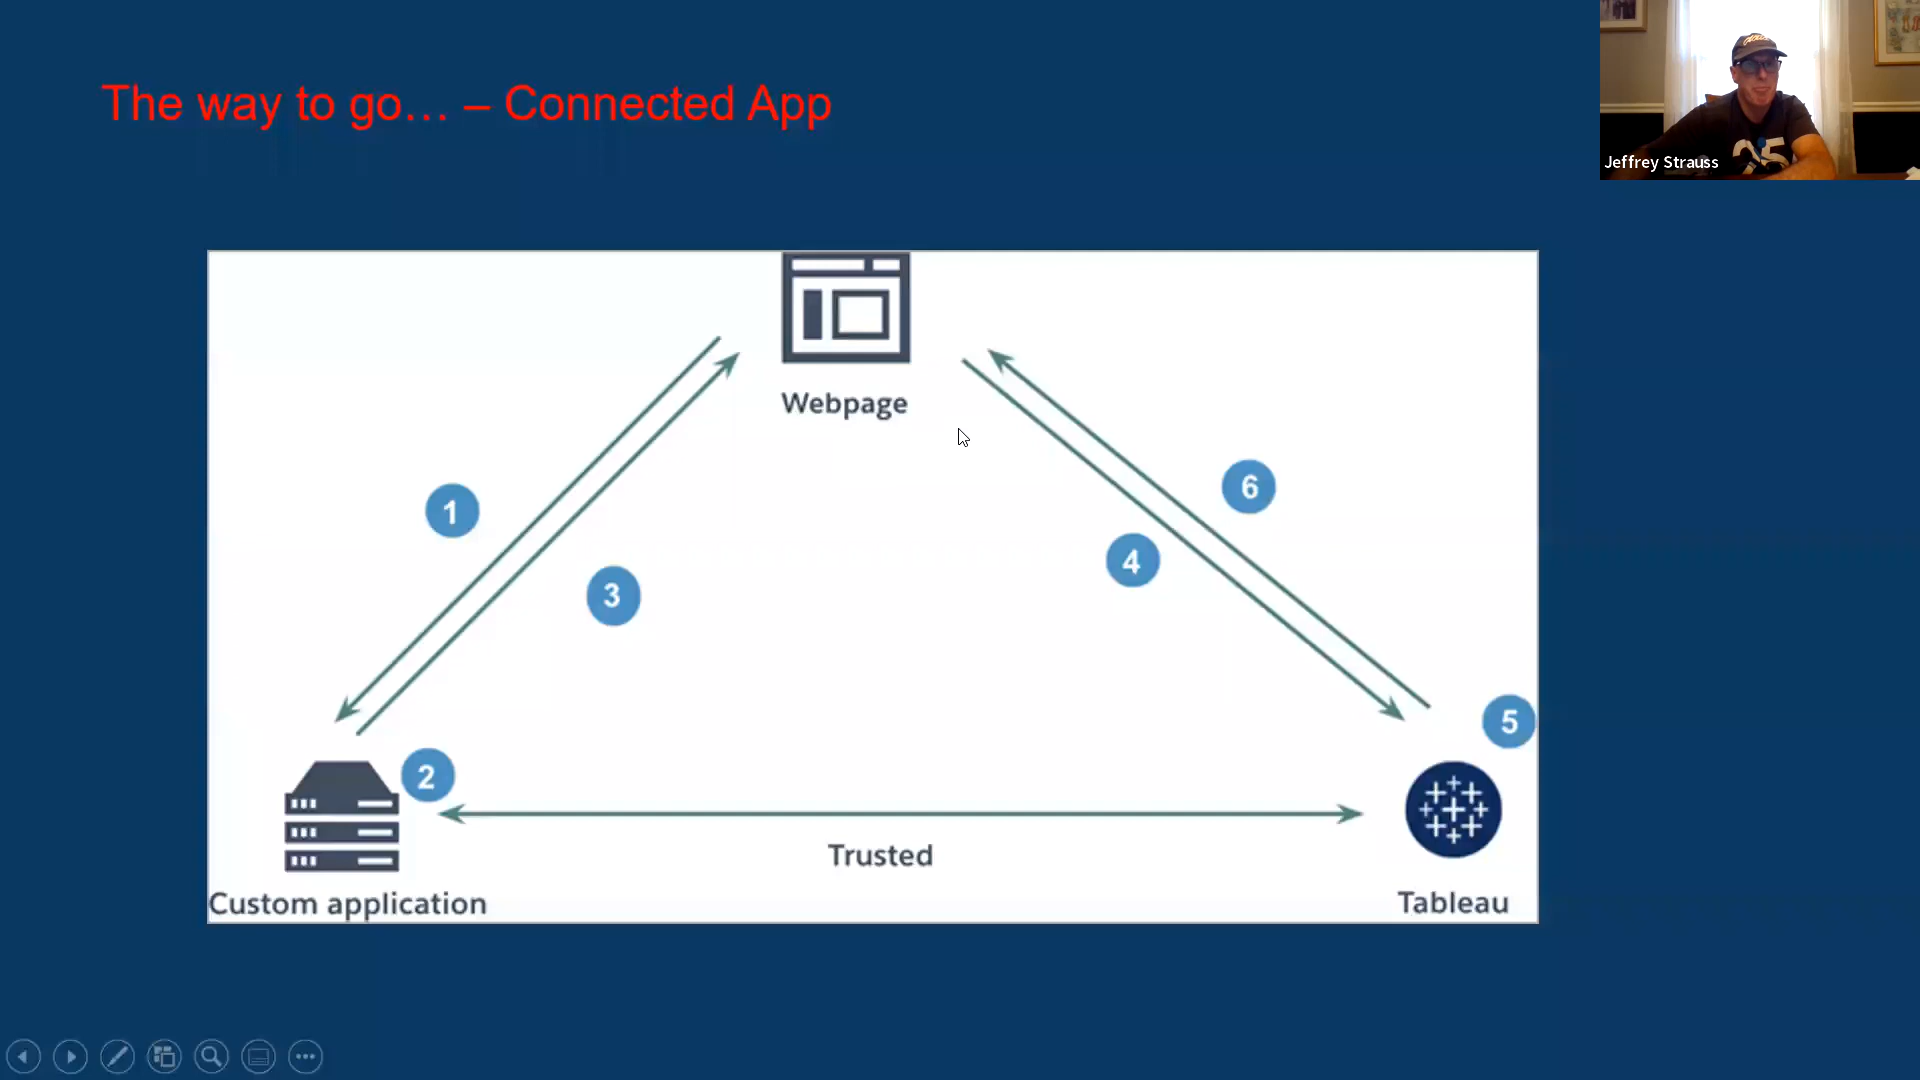 The way to go… – Connected App
Jeffrey Strauss
Webpage
1
6
4
3
5
2
Trusted
Custom application
Tableau